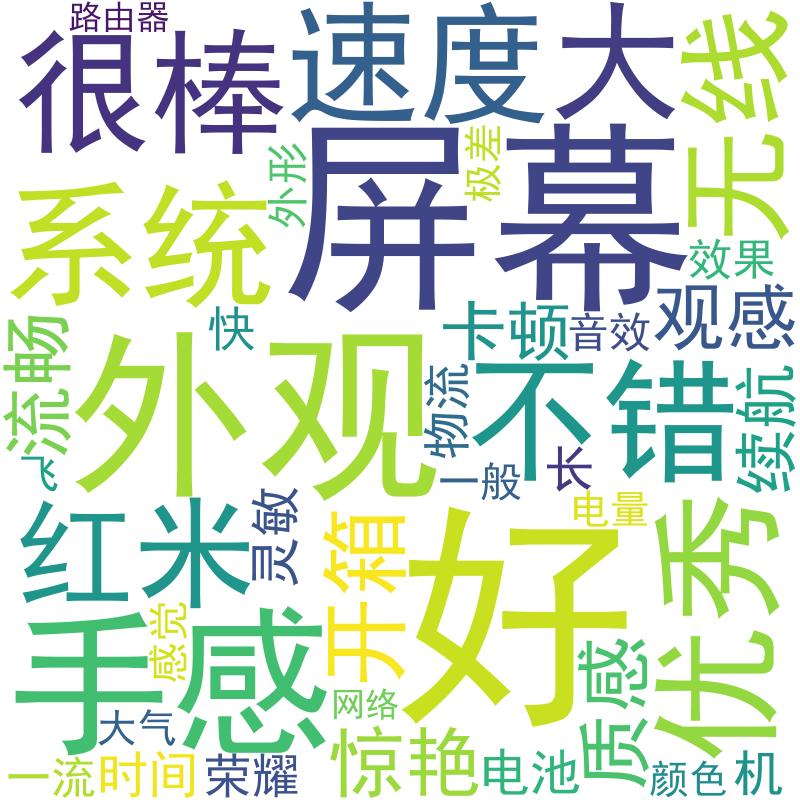 路由器
很棒
速度
大
无线
系统
外形
屏幕
极差
效果
观感
流畅
快
外观
卡顿
音效
物流
不错
续航
飞
一般
长
电量
红米
灵敏
开箱
好
优秀
手感
感觉
网络
质感
大气
一流
时间
荣耀
惊艳
电池
颜色
机